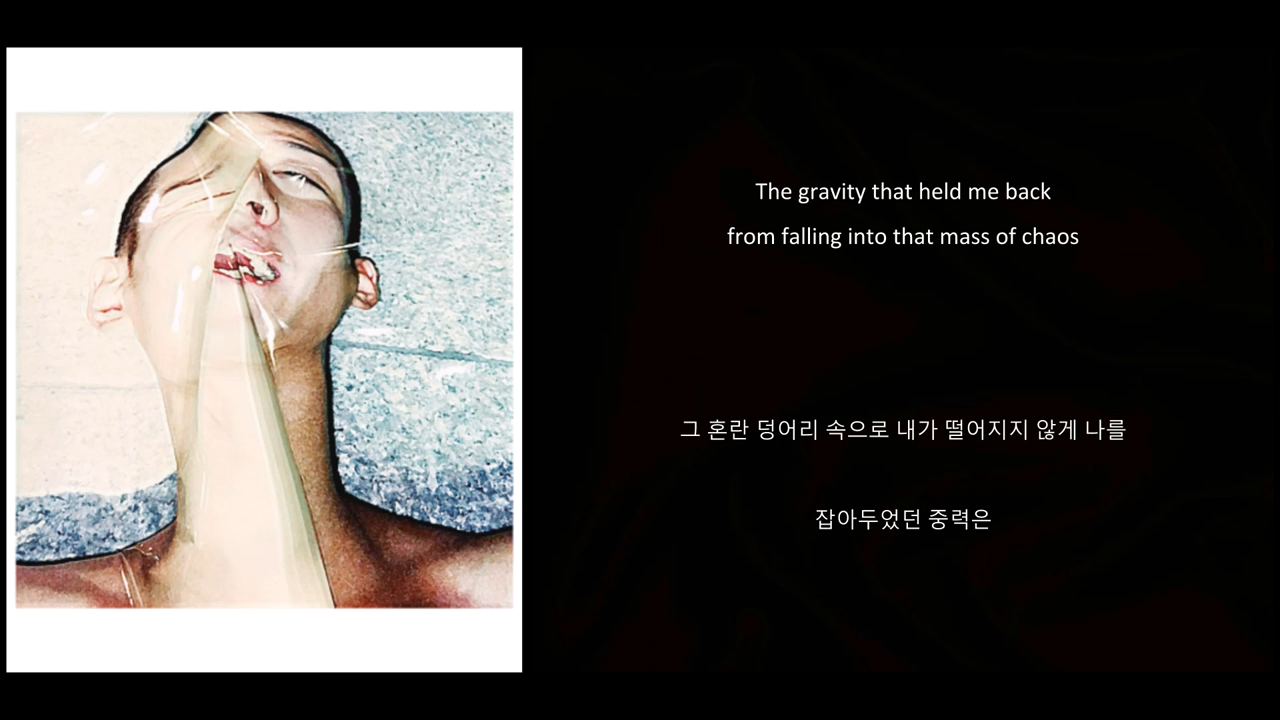 The gravity that held me back
from falling into that mass of chaos
그 혼란 덩어리 속으로 내가 떨어지지 않게 나를
잡아두었던 중력은